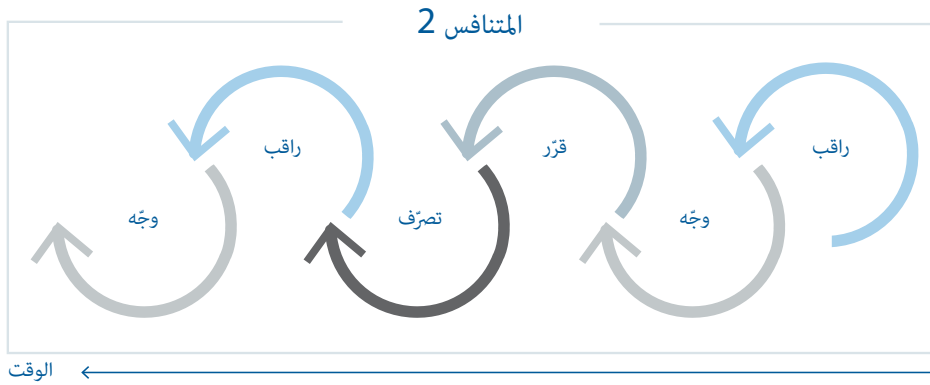 المتنافس 2
راقب
وجّه
قرّر
تصرّف
راقب
وجّه
الوقت